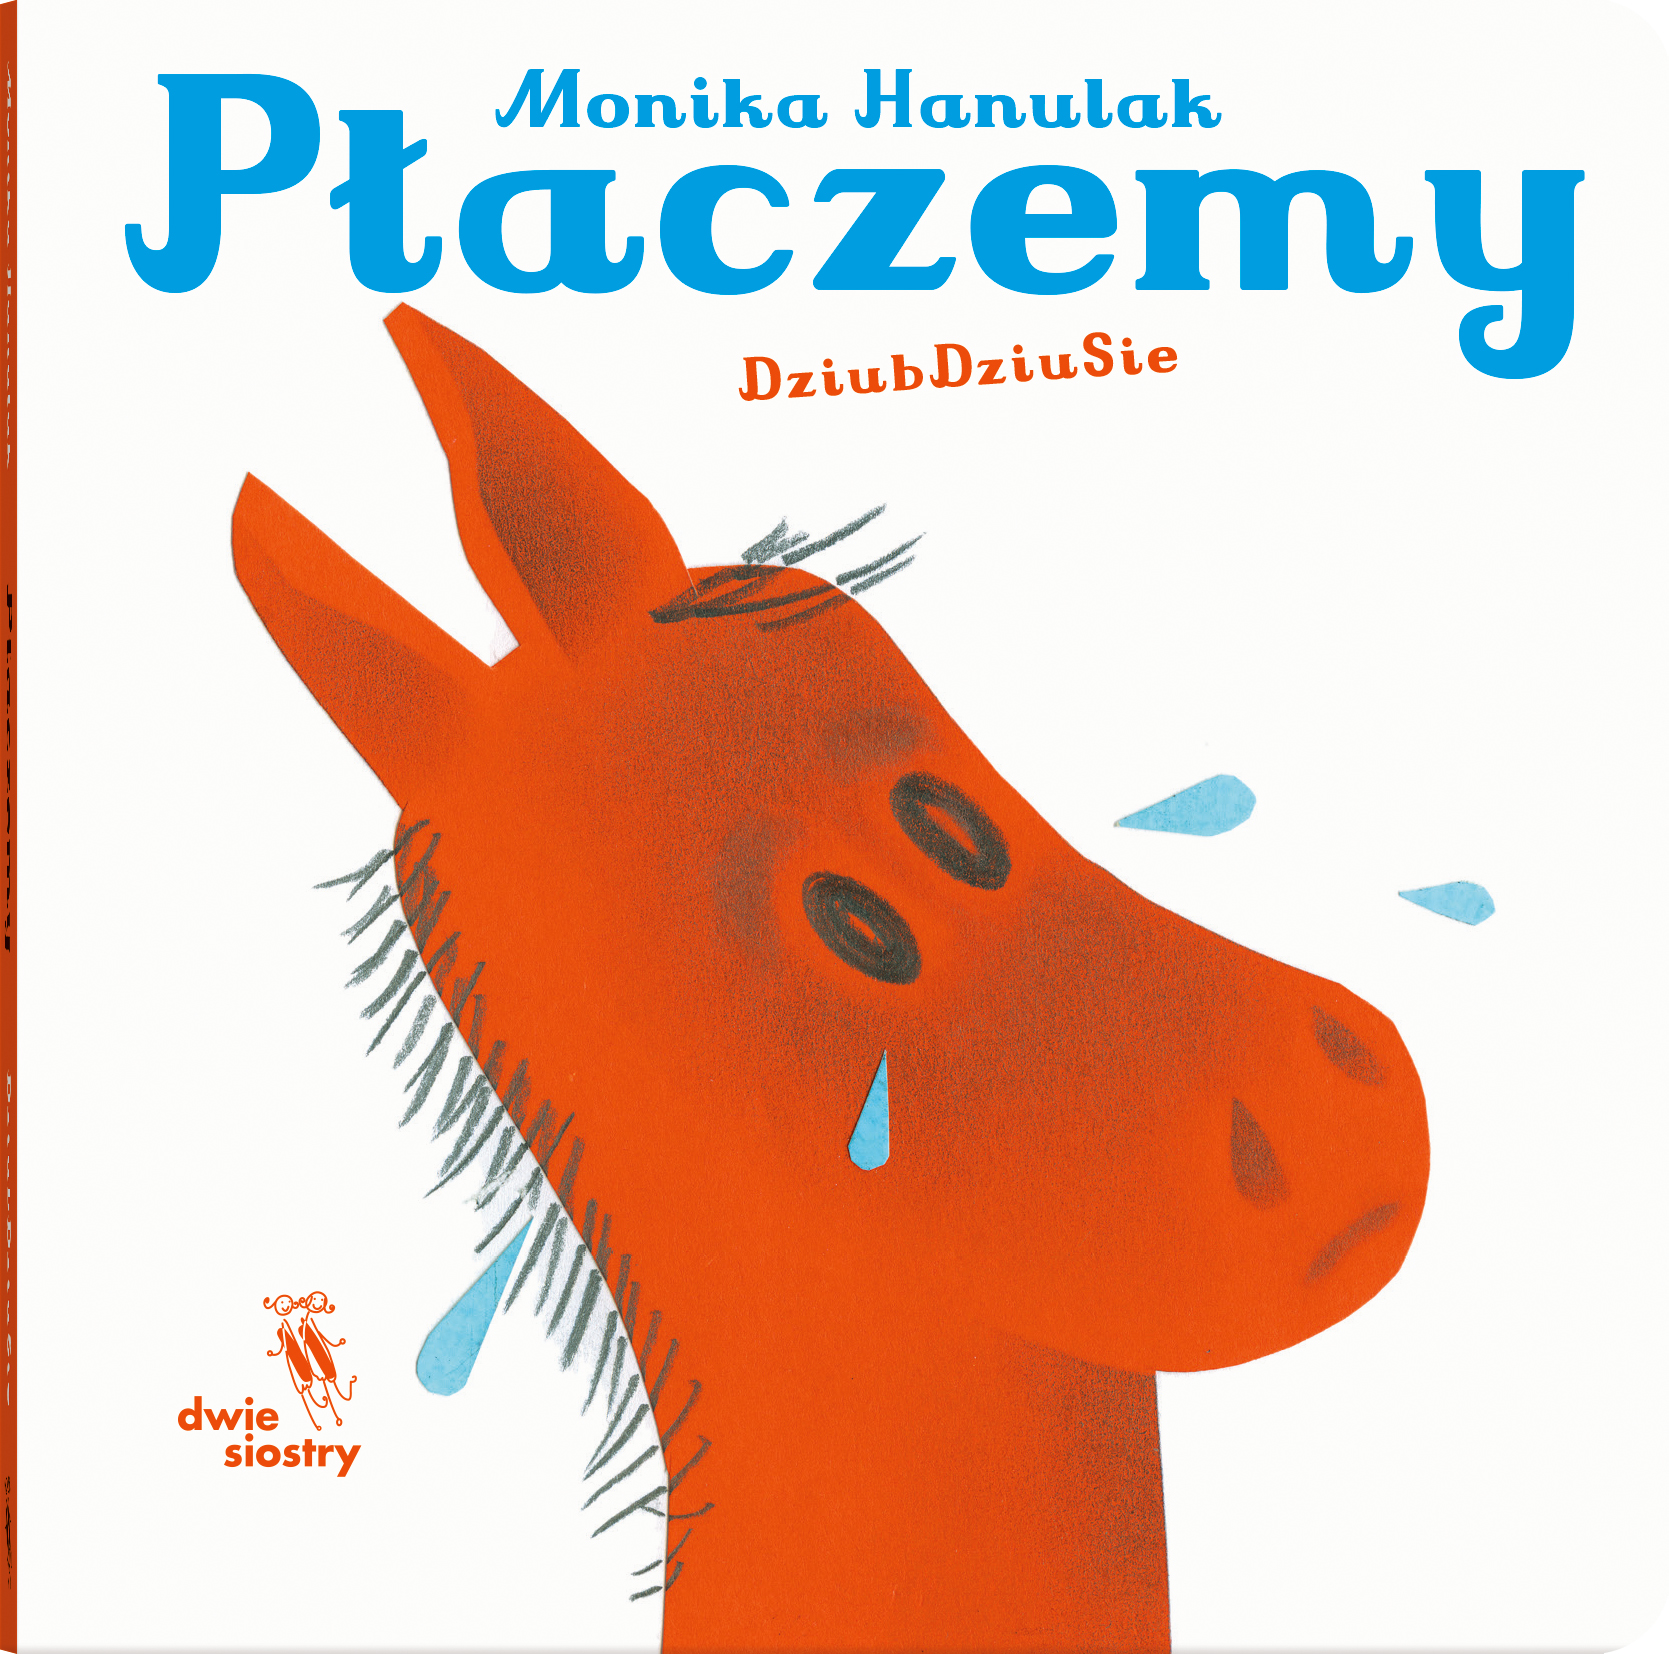 Monika Hanulak
Płaczemy
DziubDziuSie
dwie
siostry